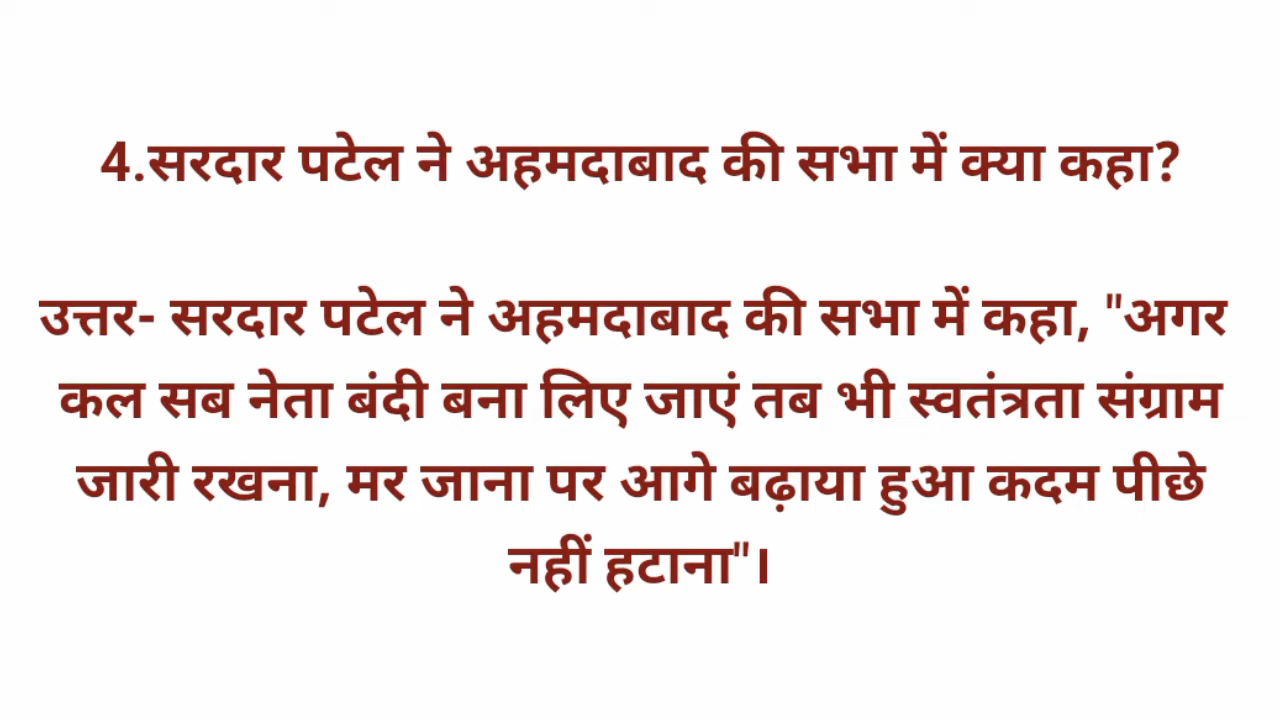 4.सरदार पटेल ने अहमदाबाद की सभा में क्या कहा?
उत्तर- सरदार पटेल ने अहमदाबाद की सभा में कहा, "अगर
कल सब नेता बंदी बना लिए जाएं तब भी स्वतंत्रता संग्राम
जारी रखना, मर जाना पर आगे बढ़ाया हुआ कदम पीछे
नहीं हटाना"।